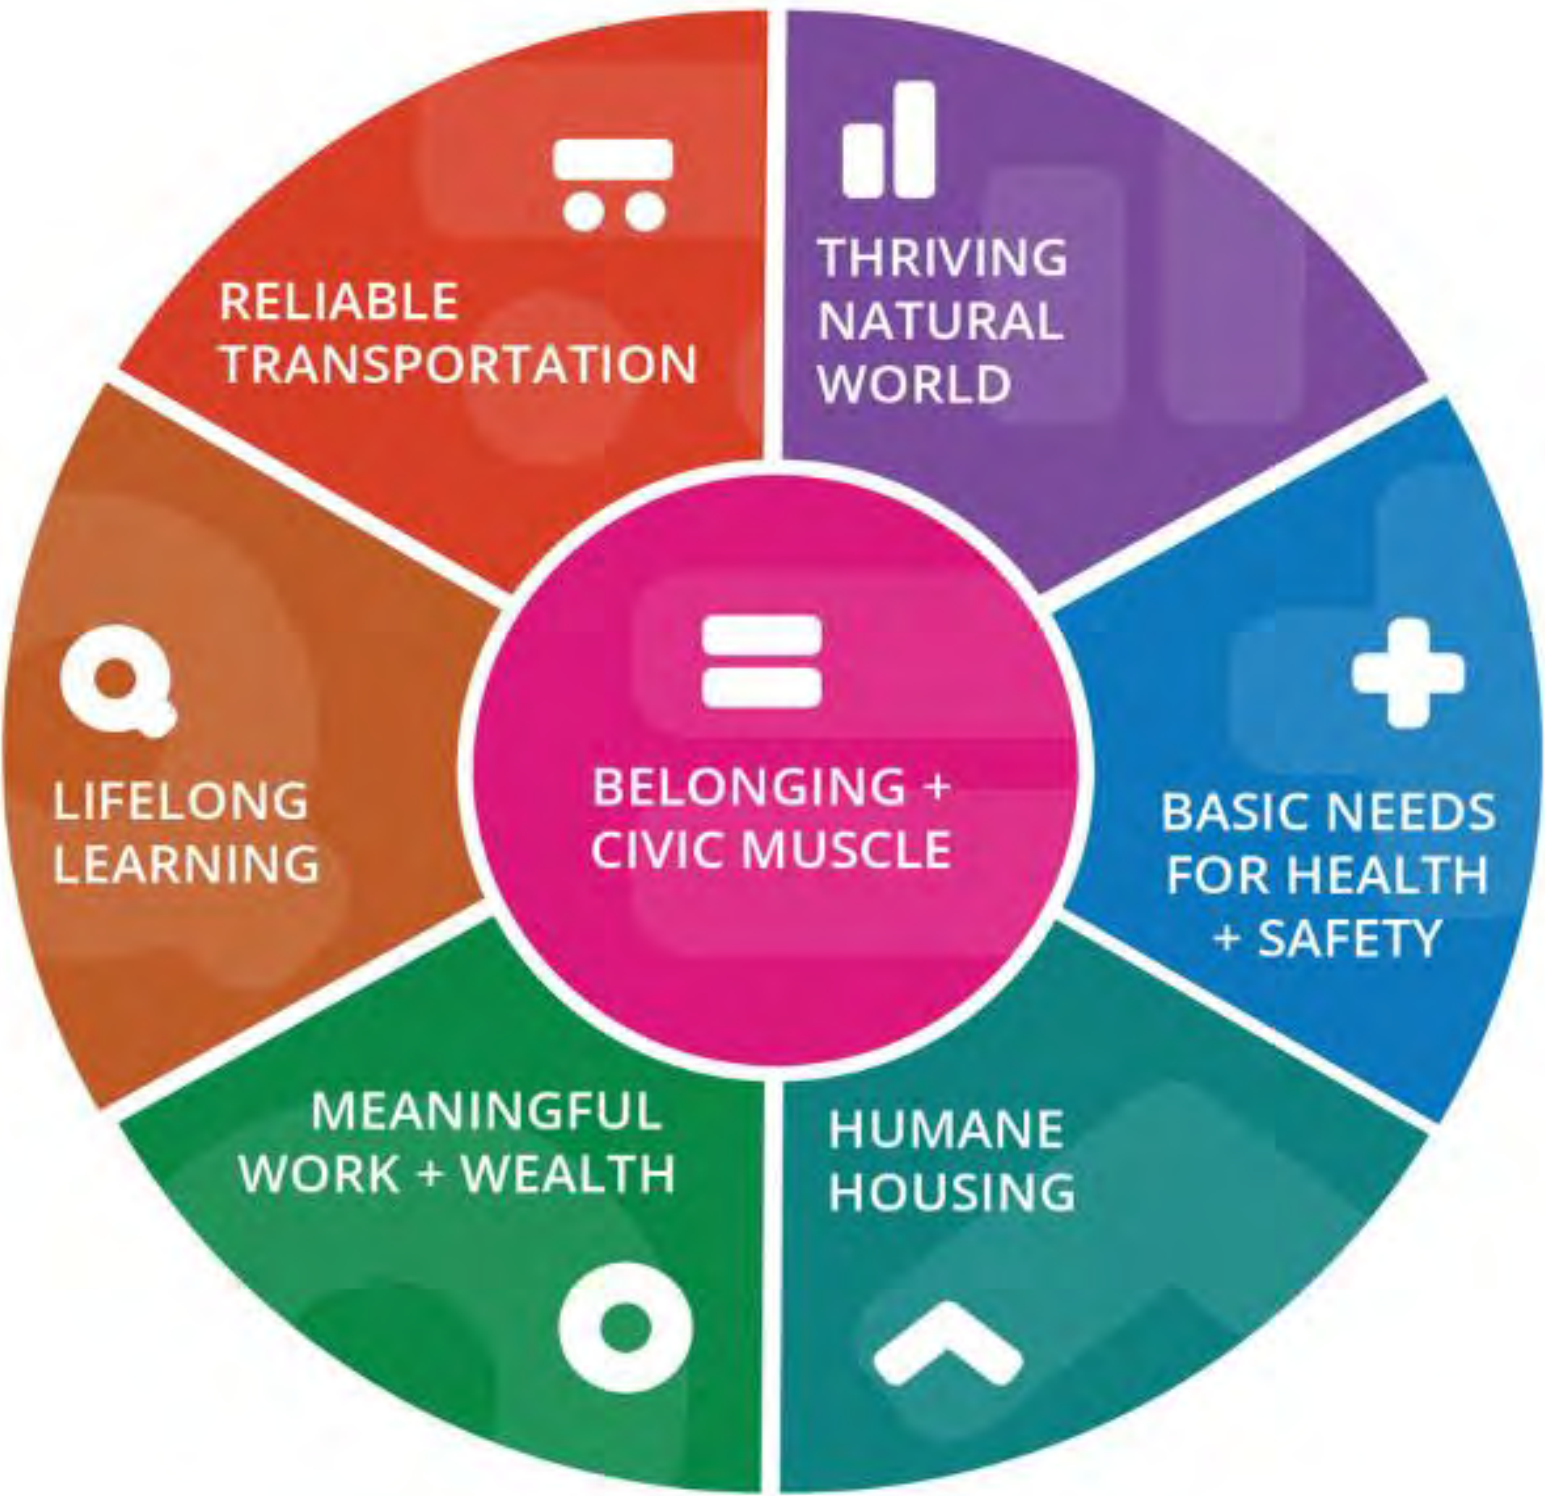 RELIABLE
TRANSPORTATION
THRIVING
NATURAL
WORLD
LIFELONG
LEARNING
BELONGING +
CIVIC MUSCLE
BASIC NEEDS
FOR HEALTH
+ SAFETY
MEANINGFUL
WORK + WEALTH
HUMANE
HOUSING